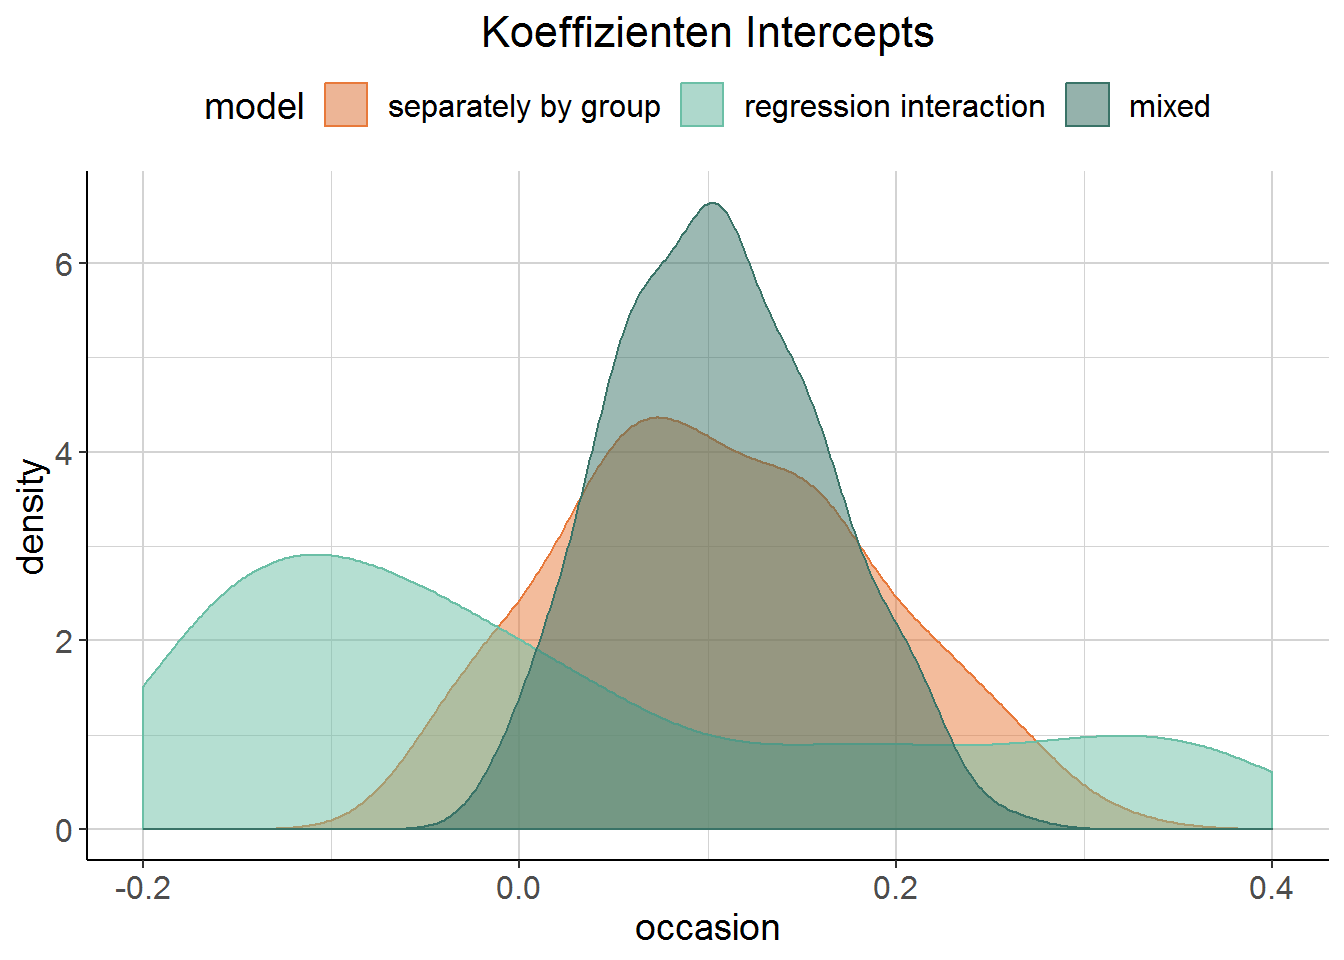 Koeffizienten Intercepts
model separately by group regression interaction mixed
6
4
2
0
density
-0.2 0.0 0.2 0.4
occasion